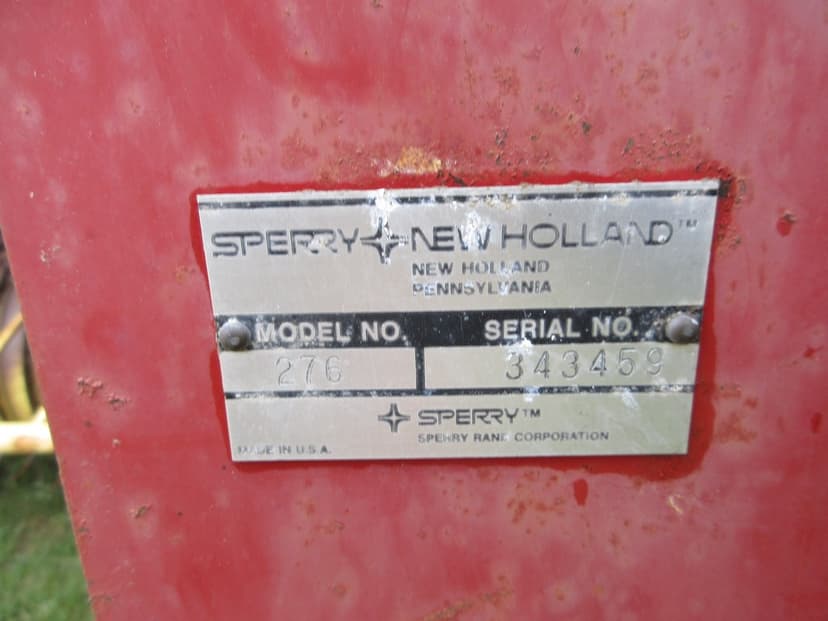 SPERRY NEW HOLLAND™
NEW HOLLAND
PENNSYLVANIA
MODEL NO. SERIAL NO.
276 343459
SPERRY™
SPERRY RAND CORPORATION
MADE IN U.S.A.